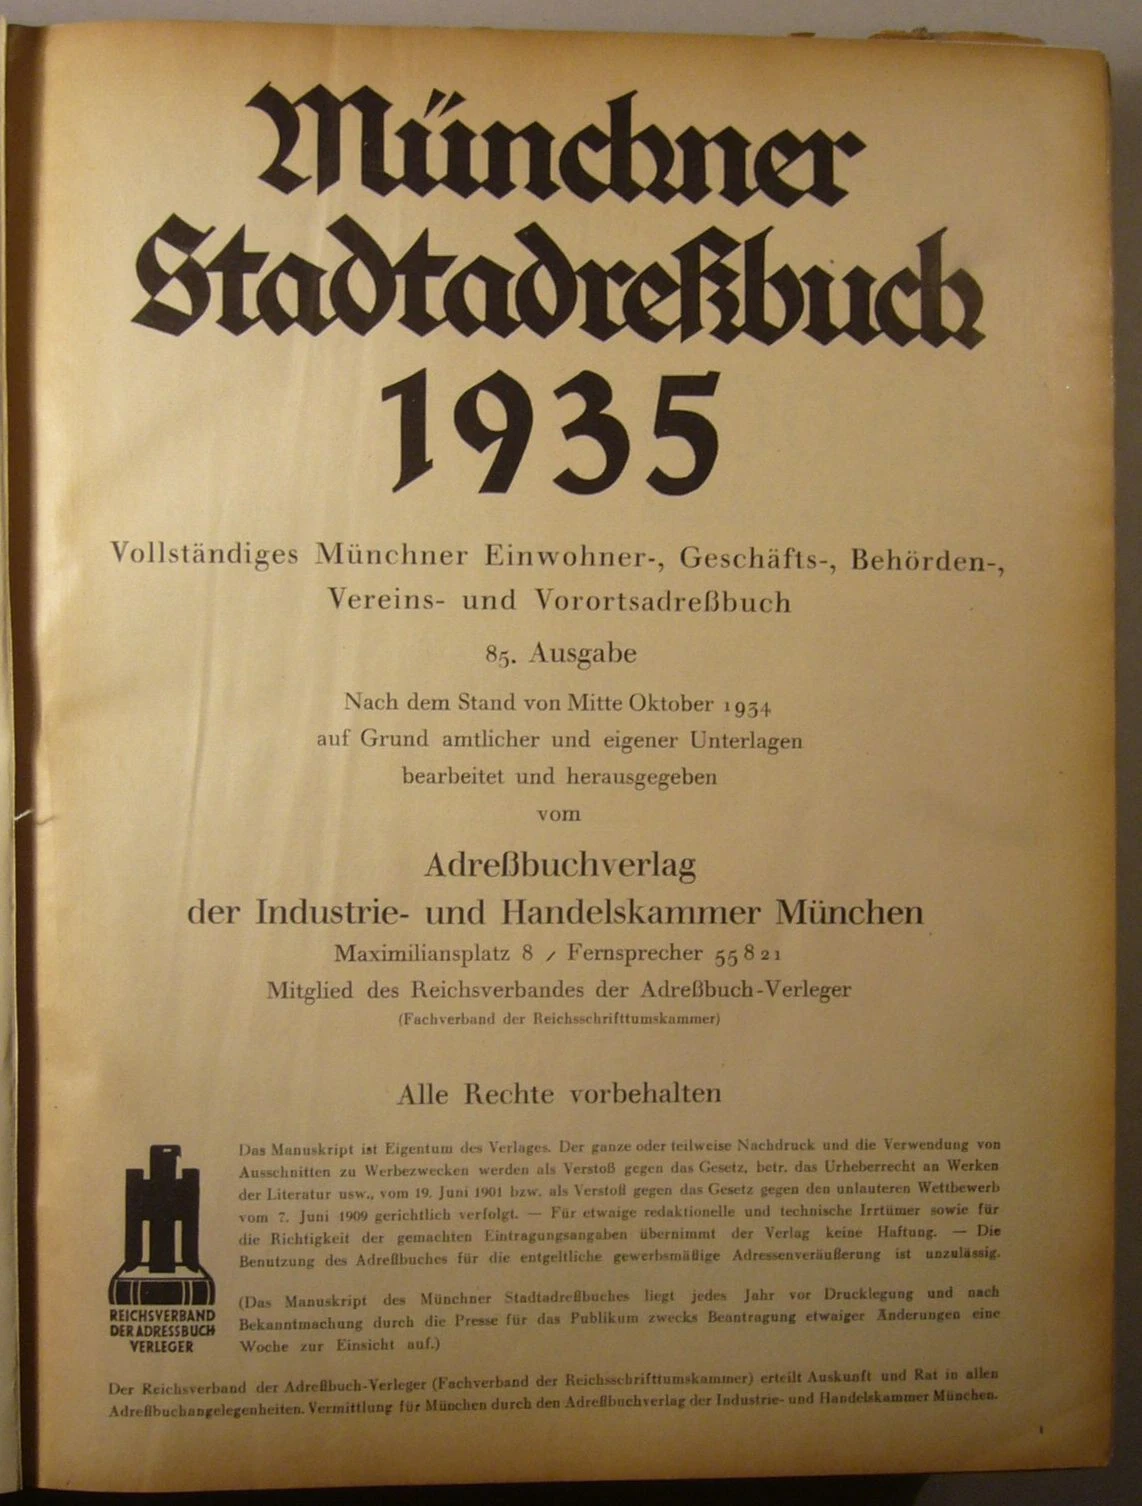 Münchner
Stadtadreßbuch
1935
Vollständiges Münchner Einwohner-, Geschäfts-, Behörden-,
Vereins- und Vorortsadreßbuch
85. Ausgabe
Nach dem Stand von Mitte Oktober 1934
auf Grund amtlicher und eigener Unterlagen
bearbeitet und herausgegeben
vom
Adreßbuchverlag
der Industrie- und Handelskammer München
Maximiliansplatz 8 / Fernsprecher 55 8 21
Mitglied des Reichsverbandes der Adreßbuch-Verleger
(Fachverband der Reichsschrifttumskammer)
Alle Rechte vorbehalten
Das Manuskript ist Eigentum des Verlages. Der ganze oder teilweise Nachdruck und die Verwendung von
Ausschnitten zu Werbezwecken werden als Verstoß gegen das Gesetz, betr. das Urheberrecht an Werken
der Literatur usw., vom 19. Juni 1901 bzw. als Verstoß gegen das Gesetz gegen den unlauteren Wettbewerb
vom 7. Juni 1909 gerichtlich verfolgt. — Für etwaige redaktionelle und technische Irrtümer sowie für
die Richtigkeit der gemachten Eintragungsangaben übernimmt der Verlag keine Haftung. — Die
Benutzung des Adreßbuches für die entgeltliche gewerbsmäßige Adressenveräußerung ist unzulässig.
(Das Manuskript des Münchner Stadtadreßbuches liegt jedes Jahr vor Drucklegung und nach
Bekanntmachung durch die Presse für das Publikum zwecks Beantragung etwaiger Änderungen eine
Woche zur Einsicht auf.)
REICHSVERBAND
DER ADRESSBUCH
VERLEGER
Der Reichsverband der Adreßbuch-Verleger (Fachverband der Reichsschrifttumskammer) erteilt Auskunft und Rat in allen
Adreßbuchangelegenheiten. Vermittlung für München durch den Adreßbuchverlag der Industrie- und Handelskammer München.
1